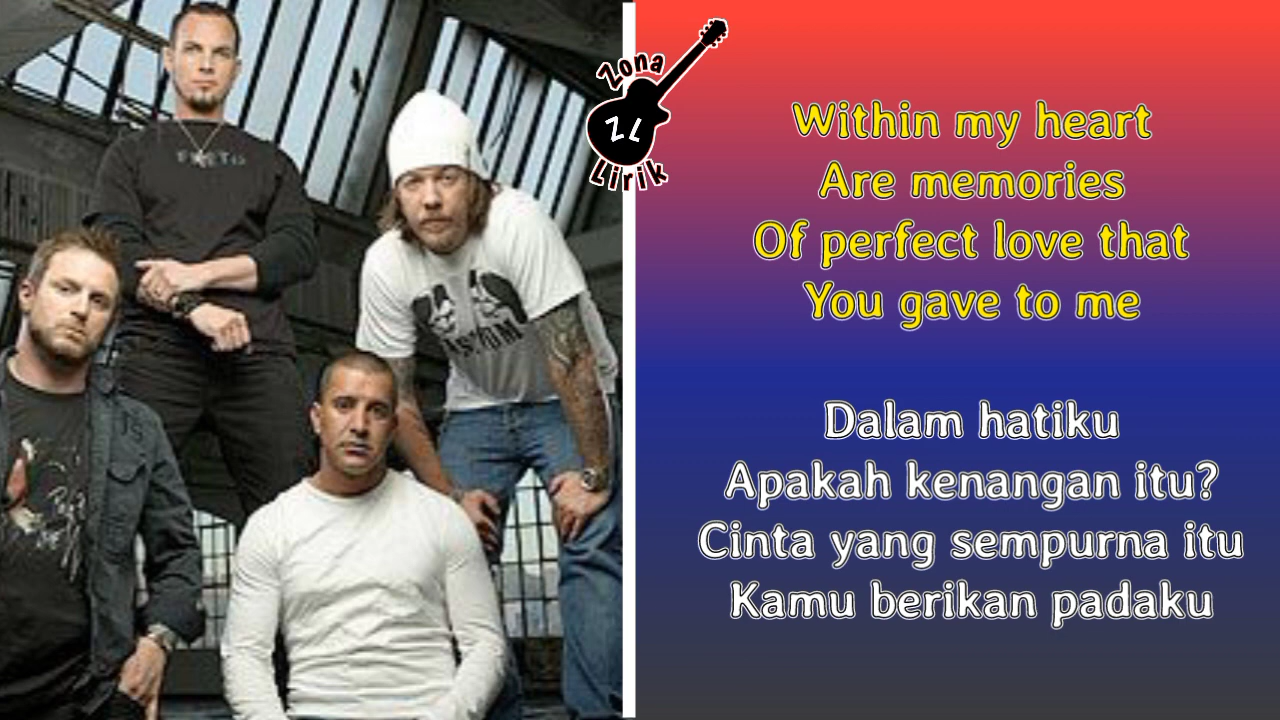 Zona
ZL
Lirik
Within my heart
Are memories
Of perfect love that
You gave to me
Dalam hatiku
Apakah kenangan itu?
Cinta yang sempurna itu
Kamu berikan padaku